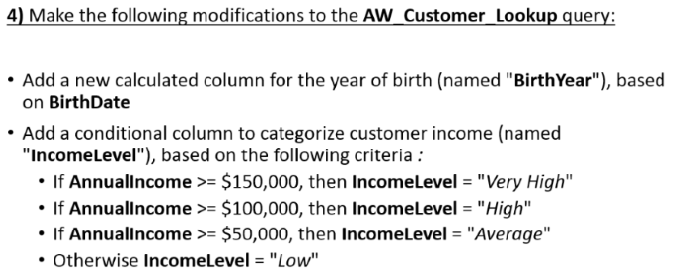 4) Make the following modifications to the AW_Customer_Lookup query:
• Add a new calculated column for the year of birth (named "BirthYear"), based
on BirthDate
• Add a conditional column to categorize customer income (named
"IncomeLevel"), based on the following criteria :
• If AnnualIncome >= $150,000, then IncomeLevel = "Very High"
• If AnnualIncome >= $100,000, then IncomeLevel = "High"
• If AnnualIncome >= $50,000, then IncomeLevel = "Average"
• Otherwise IncomeLevel = "Low"